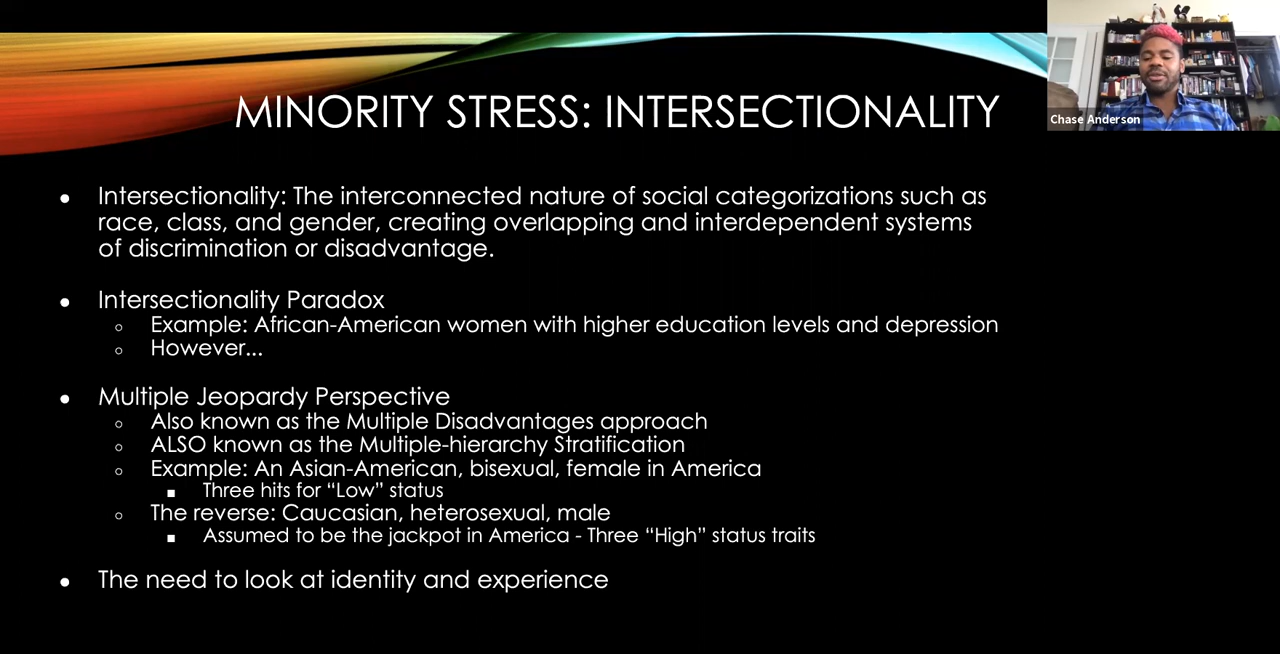 MINORITY STRESS: INTERSECTIONALITY
Chase Anderson
● Intersectionality: The interconnected nature of social categorizations such as
race, class, and gender, creating overlapping and interdependent systems
of discrimination or disadvantage.
● Intersectionality Paradox
○ Example: African-American women with higher education levels and depression
○ However...
● Multiple Jeopardy Perspective
○ Also known as the Multiple Disadvantages approach
○ ALSO known as the Multiple-hierarchy Stratification
○ Example: An Asian-American, bisexual, female in America
■ Three hits for “Low” status
○ The reverse: Caucasian, heterosexual, male
■ Assumed to be the jackpot in America - Three “High” status traits
● The need to look at identity and experience